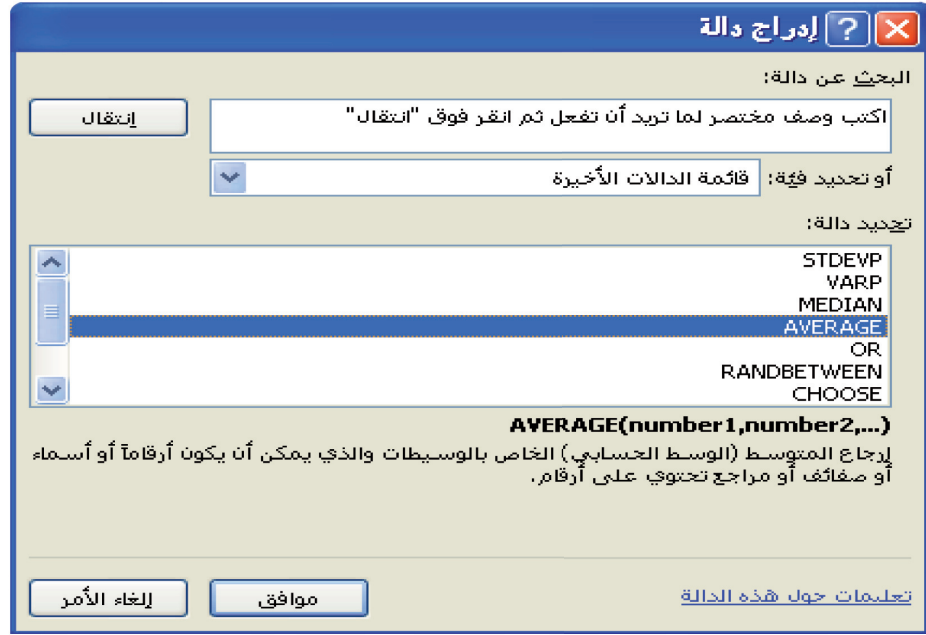 إدراج دالة
البحث عن دالة:
اكتب وصف مختصر لما تريد أن تفعل ثم انقر فوق "انتقال"
إنتقال
أو تحديد فئة: قائمة الدالات الأخيرة
تحديد دالة:
STDEVP
VARP
MEDIAN
AVERAGE
OR
RANDBETWEEN
CHOOSE
AVERAGE(number1,number2,...)
إرجاع المتوسط (الوسط الحسابي) الخاص بالوسيطات والذي يمكن أن يكون أرقاماً أو أسماء
أو صفائف أو مراجع تحتوي على أرقام.
تعليمات حول هذه الدالة
موافق
إلغاء الأمر